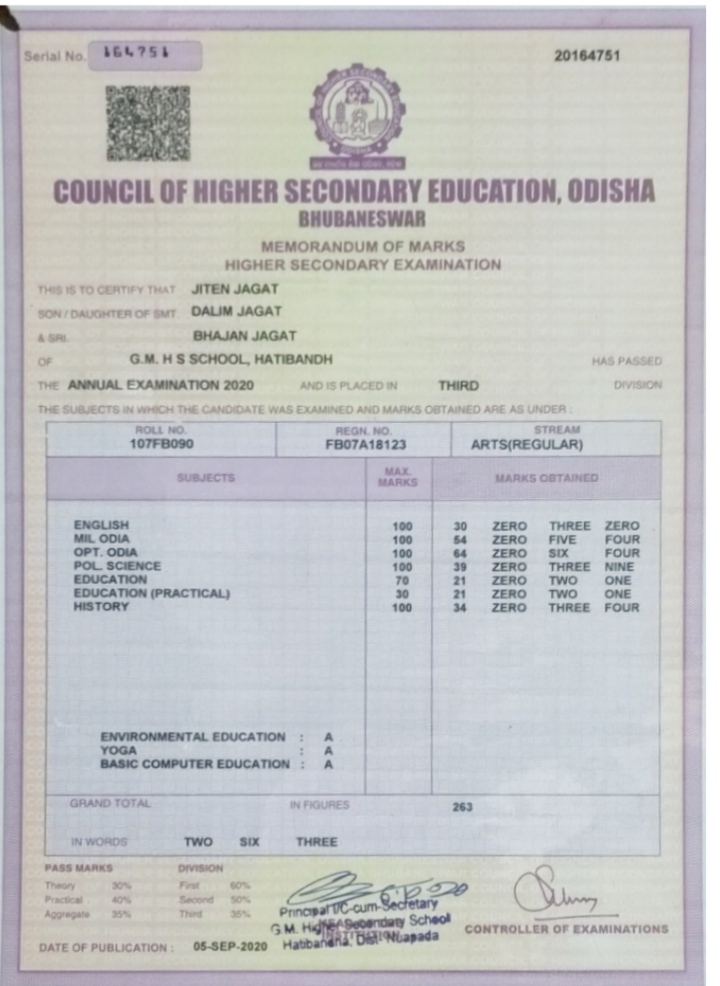 Serial No. 164751
20164751
COUNCIL OF HIGHER SECONDARY EDUCATION, ODISHA
BHUBANESWAR
MEMORANDUM OF MARKS
HIGHER SECONDARY EXAMINATION
THIS IS TO CERTIFY THAT JITEN JAGAT
SON / DAUGHTER OF SMT. DALIM JAGAT
& SRI. BHAJAN JAGAT
OF G.M. H S SCHOOL, HATIBANDH HAS PASSED
THE ANNUAL EXAMINATION 2020 AND IS PLACED IN THIRD DIVISION
THE SUBJECTS IN WHICH THE CANDIDATE WAS EXAMINED AND MARKS OBTAINED ARE AS UNDER :
ROLL NO. REGN. NO. STREAM
107FB090 FB07A18123 ARTS(REGULAR)
SUBJECTS MAX. MARKS MARKS OBTAINED
ENGLISH 100 30 ZERO THREE ZERO
MIL ODIA 100 54 ZERO FIVE FOUR
OPT. ODIA 100 64 ZERO SIX FOUR
POL. SCIENCE 100 39 ZERO THREE NINE
EDUCATION 70 21 ZERO TWO ONE
EDUCATION (PRACTICAL) 30 21 ZERO TWO ONE
HISTORY 100 34 ZERO THREE FOUR
ENVIRONMENTAL EDUCATION : A
YOGA : A
BASIC COMPUTER EDUCATION : A
GRAND TOTAL IN FIGURES 263
IN WORDS TWO SIX THREE
PASS MARKS DIVISION
Theory 30% First 60%
Practical 40% Second 50%
Aggregate 35% Third 35%
Principal I/C-cum-Secretary
G.M. Higher Secondary School
Dist. Nuapada
CONTROLLER OF EXAMINATIONS
DATE OF PUBLICATION : 05-SEP-2020